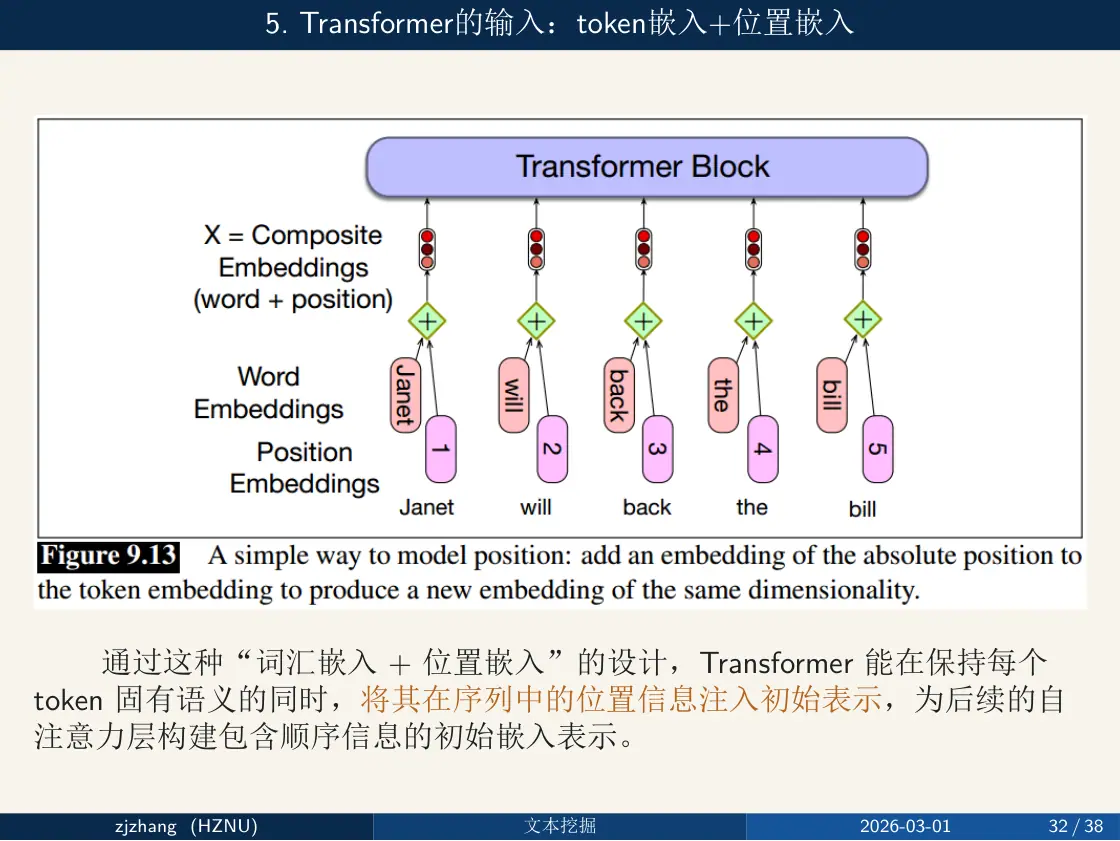 5. Transformer的输入：token嵌入+位置嵌入
Transformer Block
X = Composite
Embeddings
(word + position)
+ + + + +
Word
Embeddings
Janet will back the bill
Position
Embeddings
1 2 3 4 5
Janet will back the bill
Figure 9.13 A simple way to model position: add an embedding of the absolute position to
the token embedding to produce a new embedding of the same dimensionality.
通过这种“词汇嵌入 + 位置嵌入”的设计，Transformer 能在保持每个
token 固有语义的同时，将其在序列中的位置信息注入初始表示，为后续的自
注意力层构建包含顺序信息的初始嵌入表示。
zjzhang (HZNU) 文本挖掘 2026-03-01 32 / 38